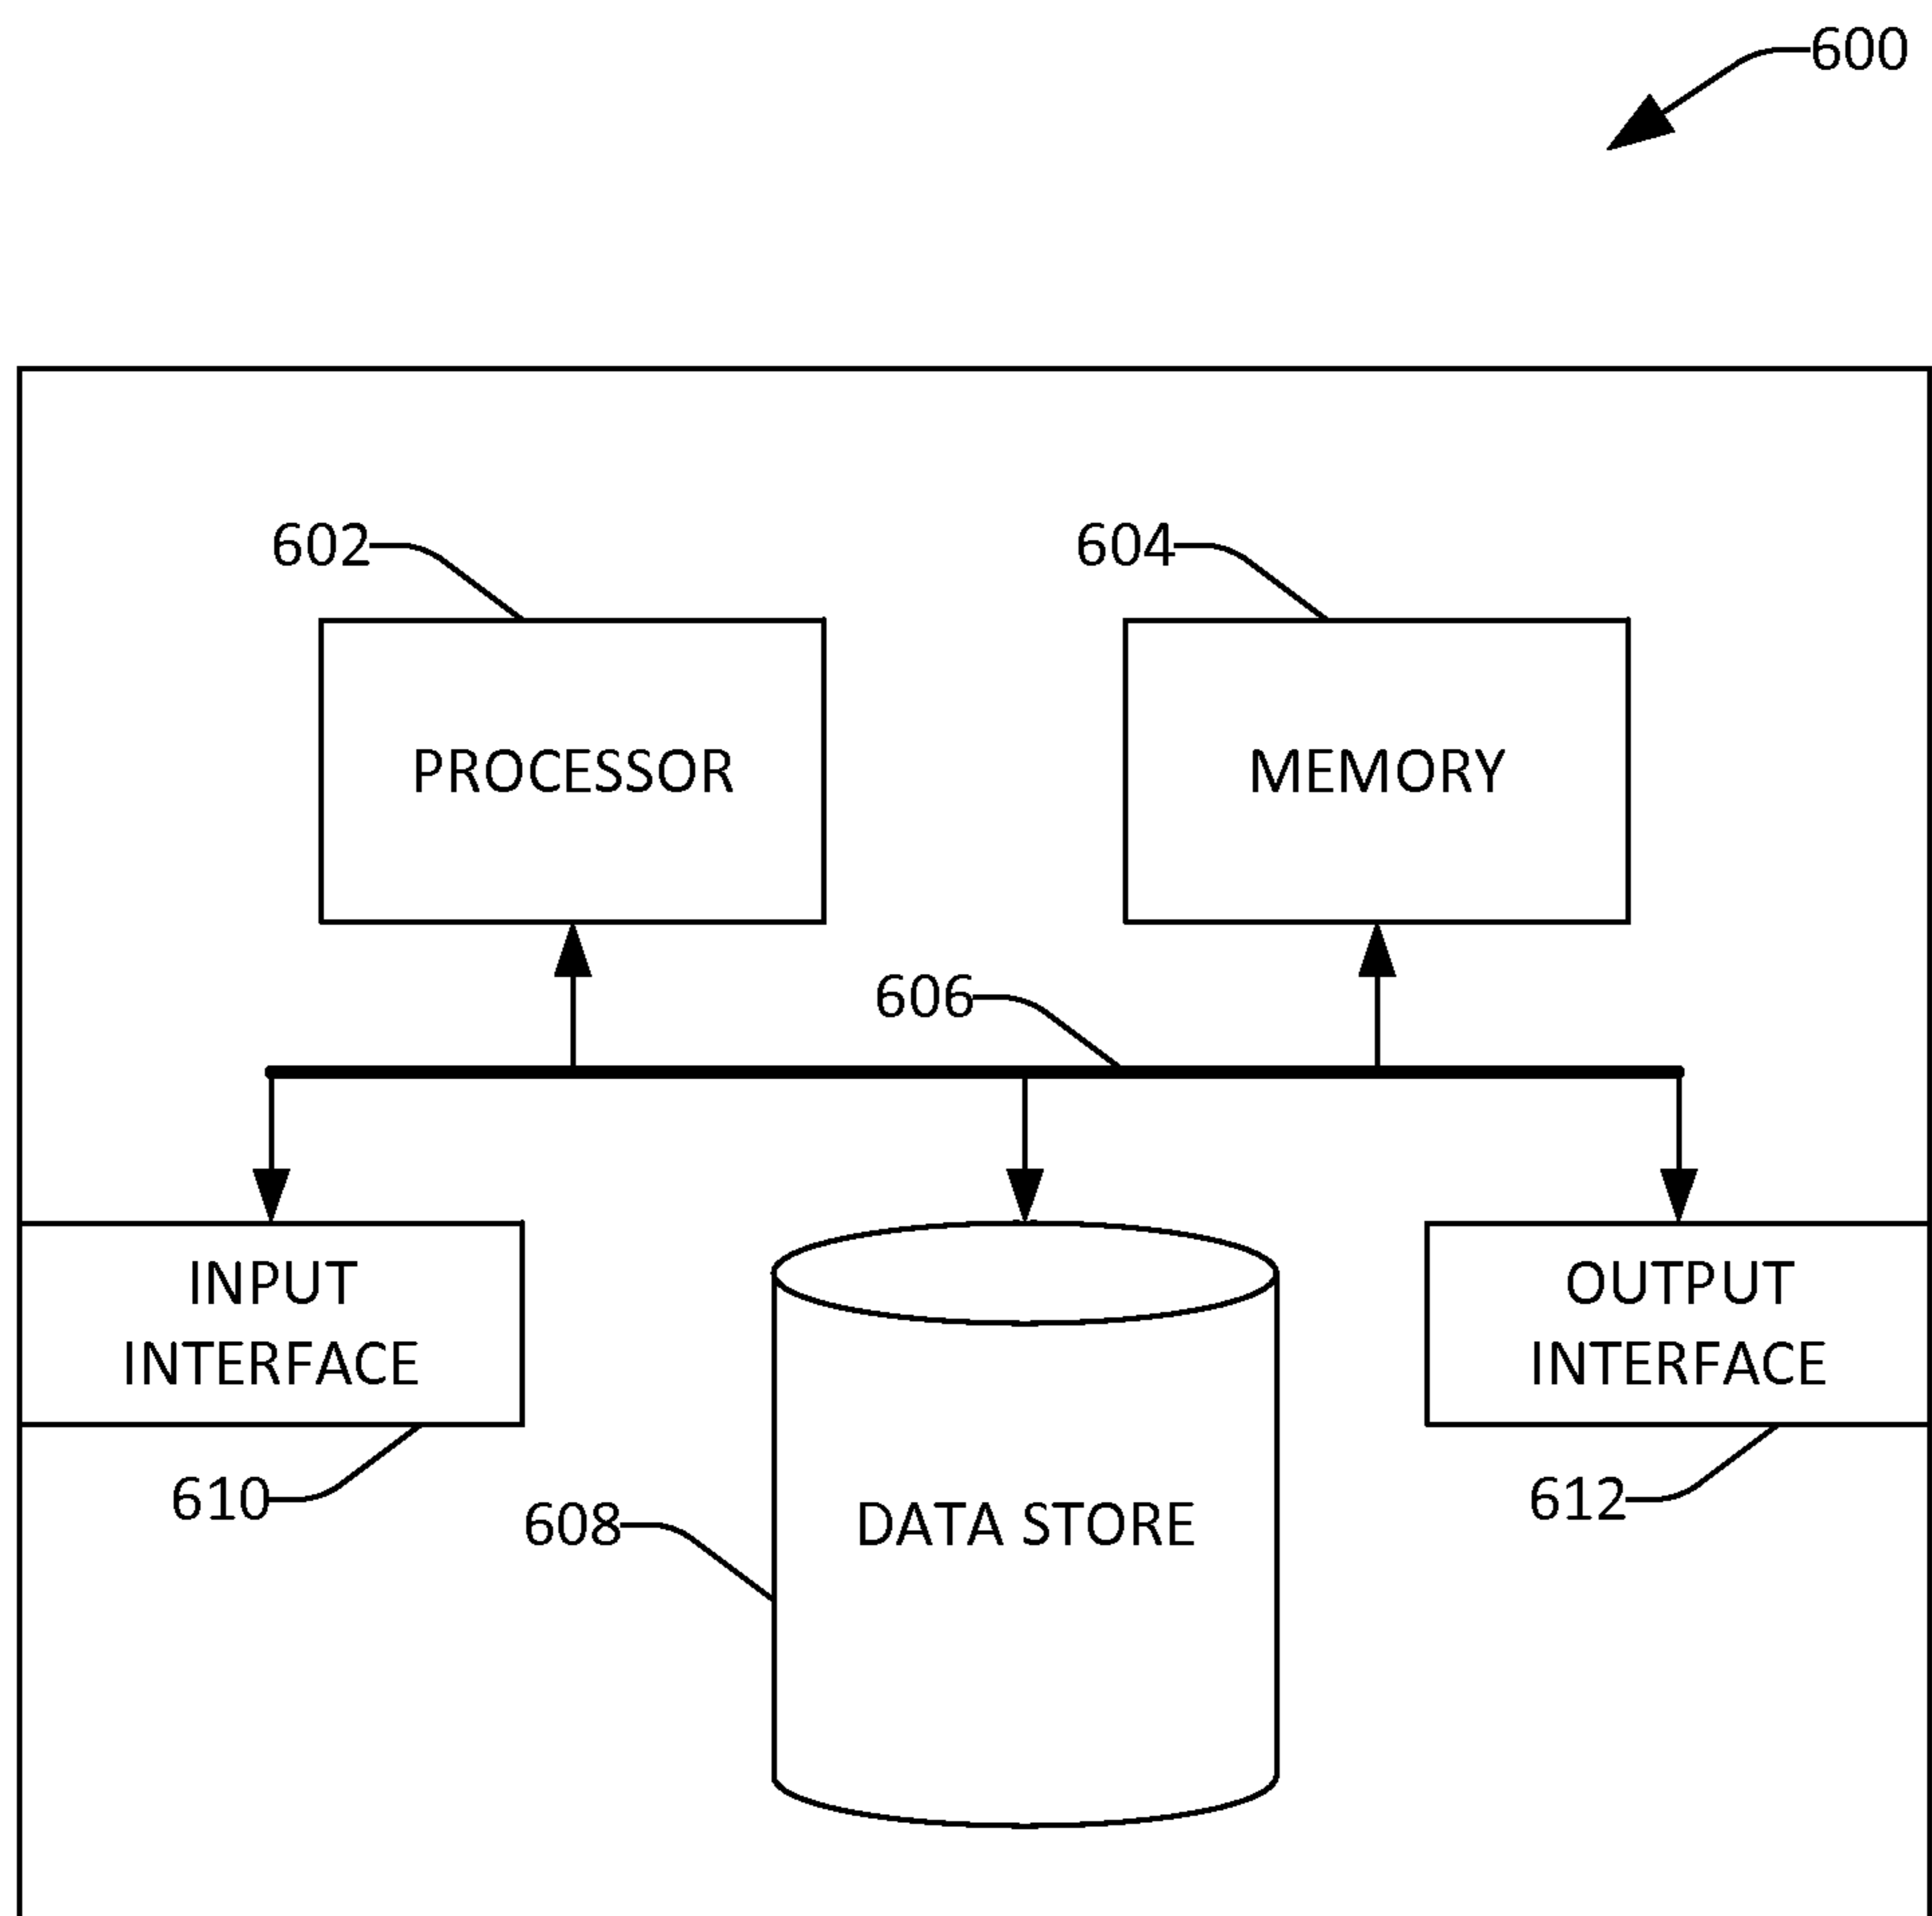 600
602
604
PROCESSOR
MEMORY
606
INPUT
INTERFACE
OUTPUT
INTERFACE
610
608
DATA STORE
612